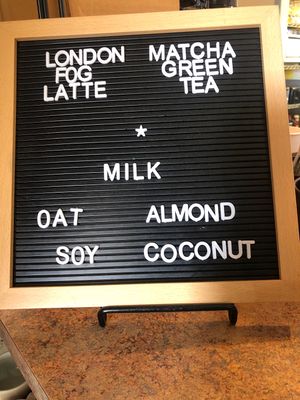 LONDON
FOG
LATTE
MATCHA
GREEN
TEA
*
MILK
OAT
ALMOND
SOY
COCONUT